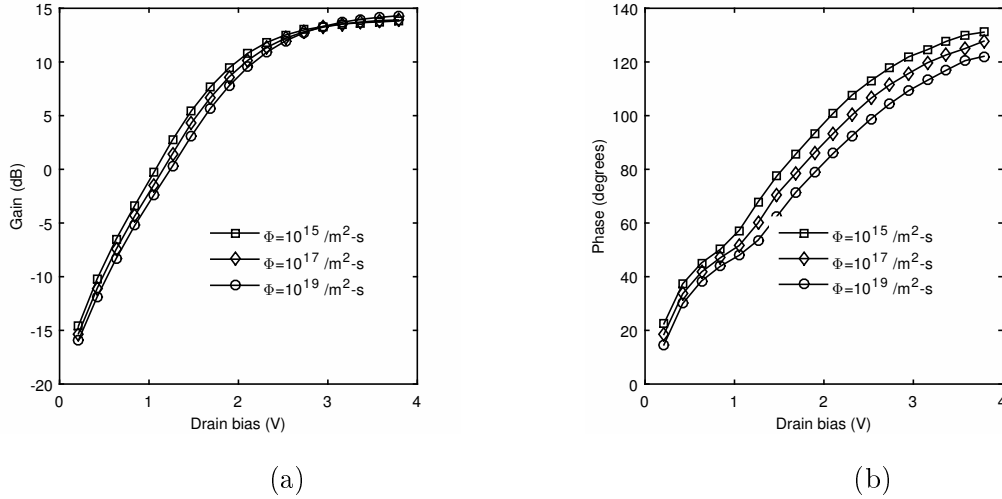 15
10
5
0
-5
-10
-15
-20
Gain (dB)
Φ=10^15 /m^2-s
Φ=10^17 /m^2-s
Φ=10^19 /m^2-s
0 1 2 3 4
Drain bias (V)
(a)
140
120
100
80
60
40
20
0
Phase (degrees)
Φ=10^15 /m^2-s
Φ=10^17 /m^2-s
Φ=10^19 /m^2-s
0 1 2 3 4
Drain bias (V)
(b)